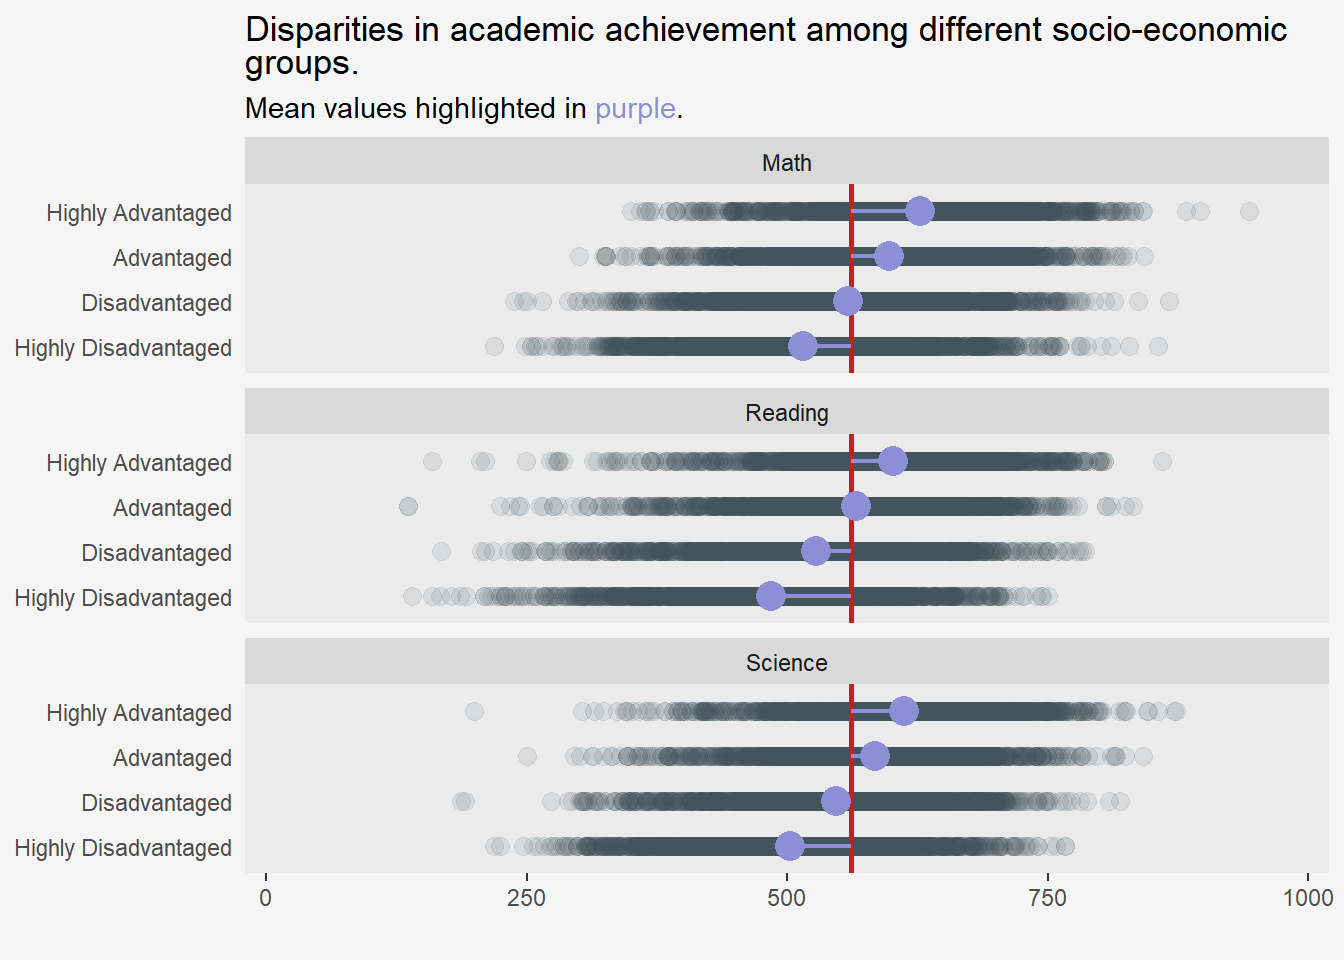 Disparities in academic achievement among different socio-economic
groups.
Mean values highlighted in purple.
Math
Highly Advantaged
Advantaged
Disadvantaged
Highly Disadvantaged
Reading
Highly Advantaged
Advantaged
Disadvantaged
Highly Disadvantaged
Science
Highly Advantaged
Advantaged
Disadvantaged
Highly Disadvantaged
0 250 500 750 1000